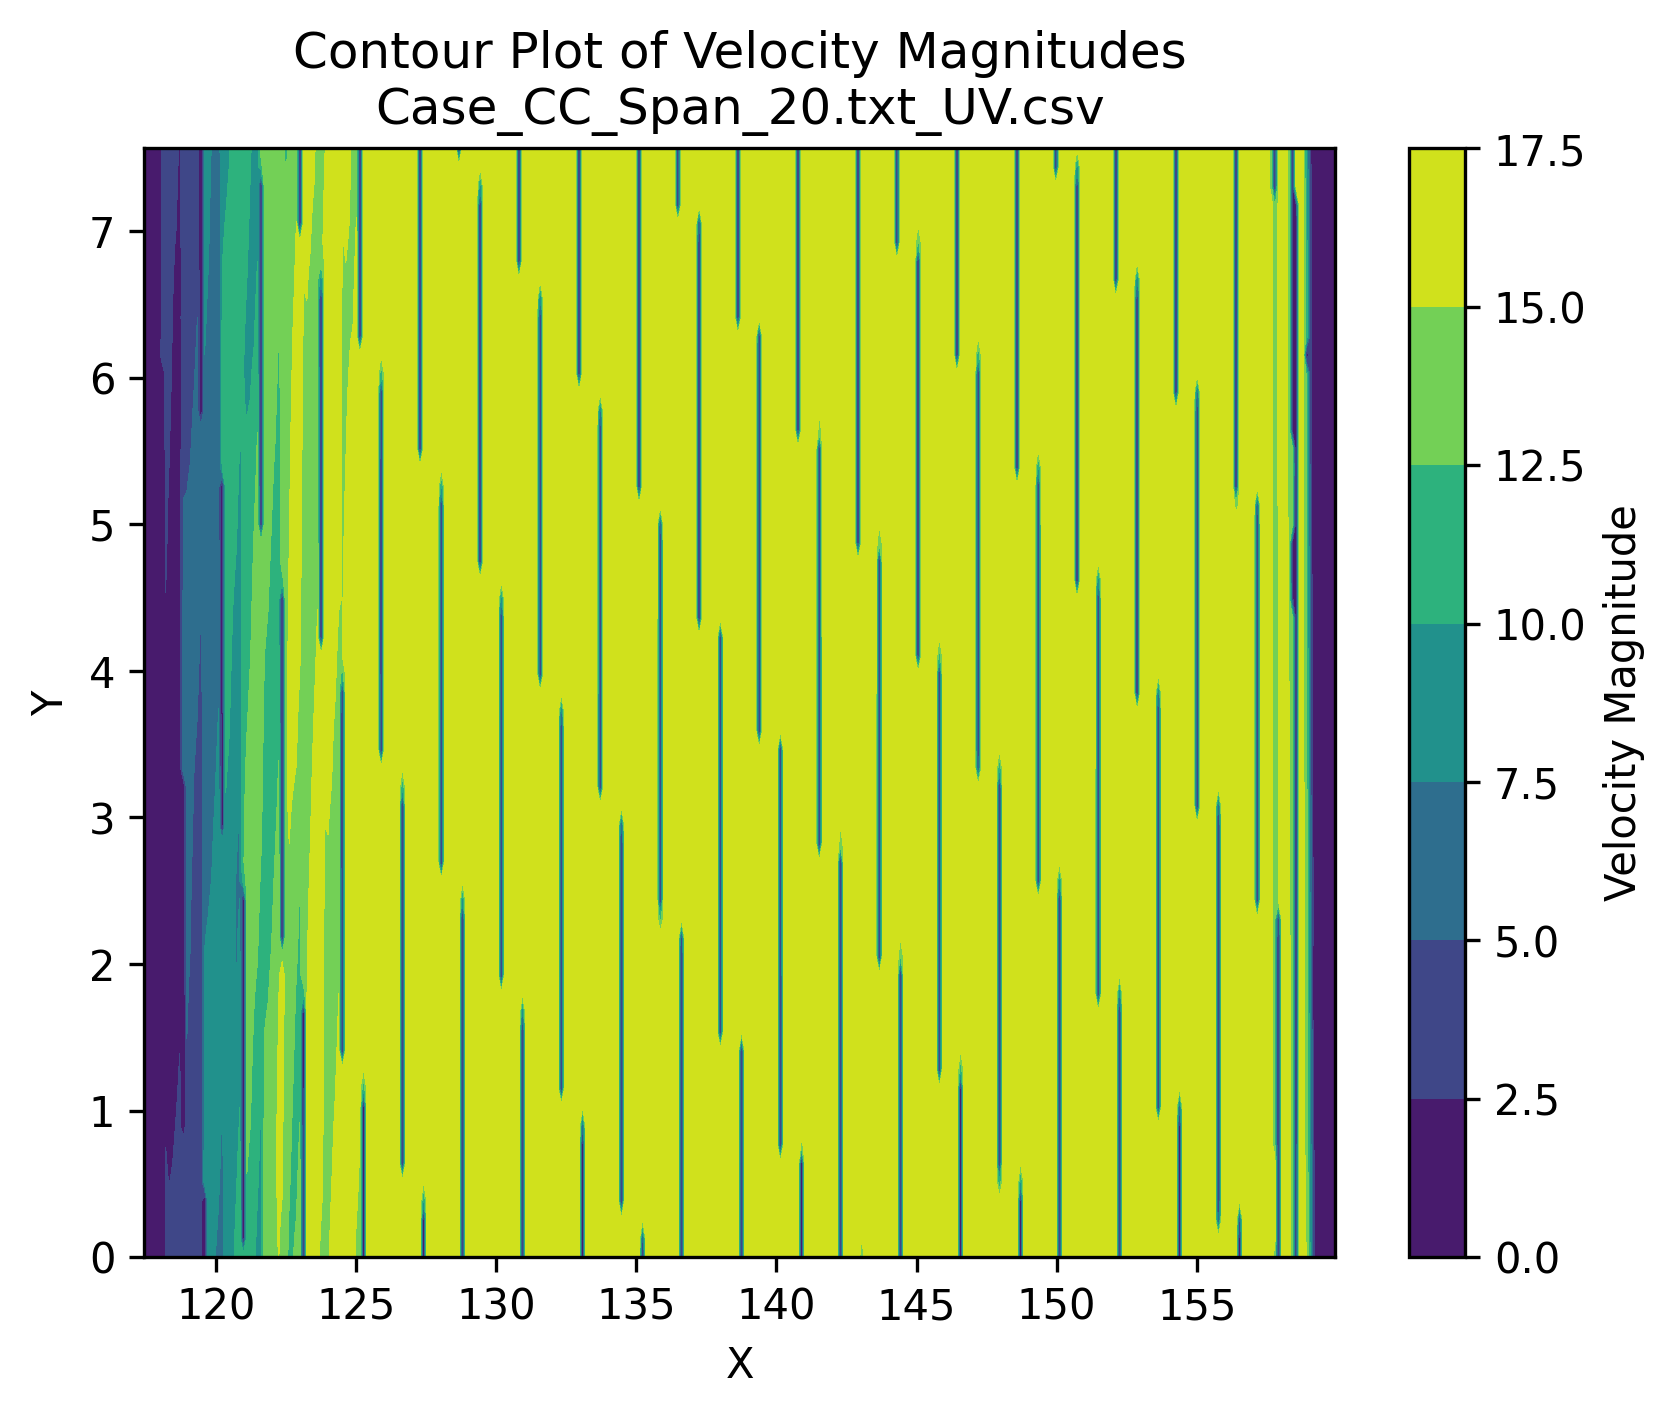 Contour Plot of Velocity Magnitudes
Case_CC_Span_20.txt_UV.csv
7
6
5
4
3
2
1
0
Y
120 125 130 135 140 145 150 155
X
17.5
15.0
12.5
10.0
7.5
5.0
2.5
0.0
Velocity Magnitude